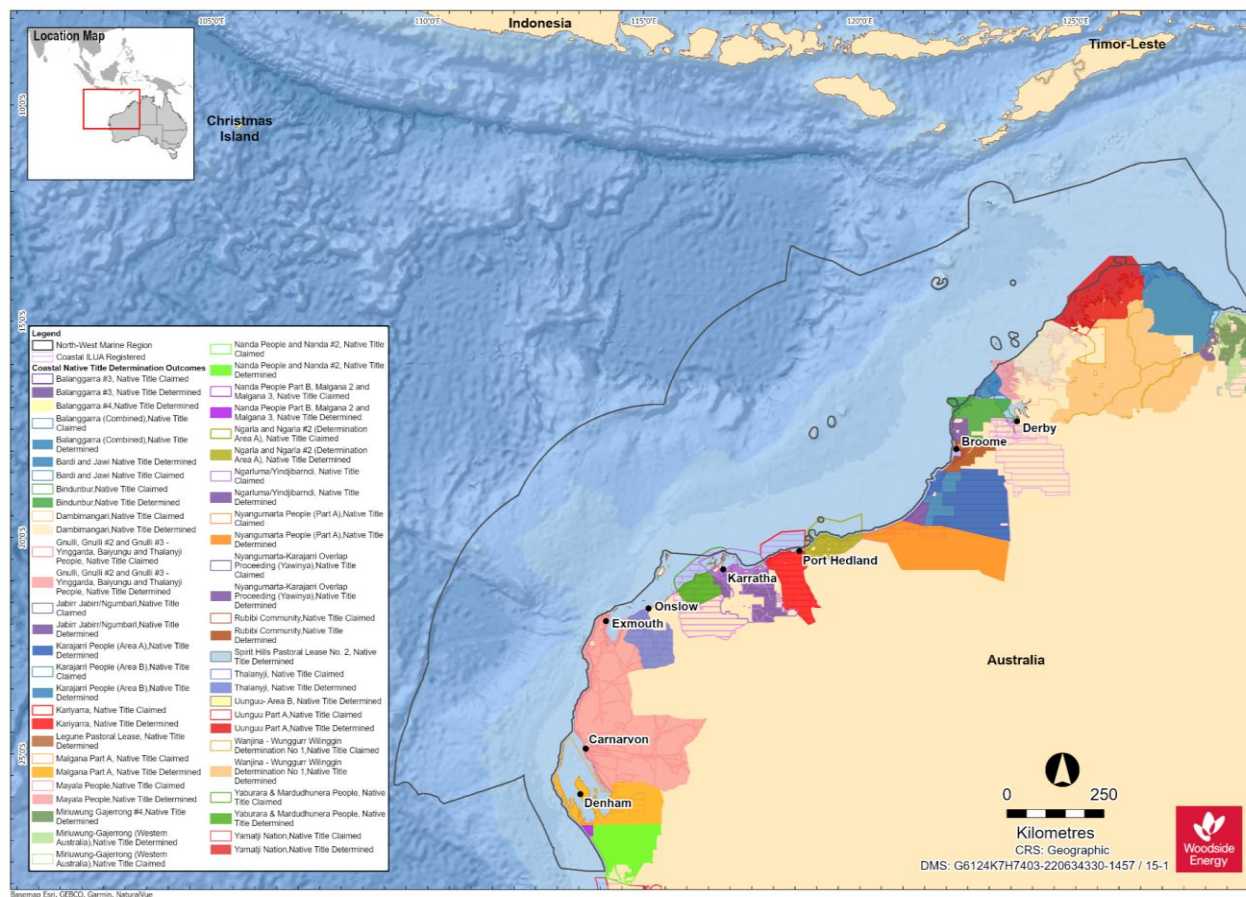 105°0'E
110°0'E
115°0'E
120°0'E
125°0'E
Location Map
Indonesia
Timor-Leste
10°0'S
Christmas
Island
15°0'S
20°0'S
25°0'S
Derby
Broome
Port Hedland
Karratha
Onslow
Exmouth
Australia
Carnarvon
Denham
Legend
North-West Marine Region
Coastal ILUA Registered
Coastal Native Title Determination Outcomes
Balanggarra #3, Native Title Claimed
Balanggarra #3, Native Title Determined
Balanggarra #4,Native Title Determined
Balanggarra (Combined),Native Title
Claimed
Balanggarra (Combined),Native Title
Determined
Bardi and Jawi Native Title Determined
Bardi and Jawi Native Title Claimed
Bindunbur,Native Title Claimed
Bindunbur,Native Title Determined
Dambimangari,Native Title Claimed
Dambimangari,Native Title Determined
Gnulli, Gnulli #2 and Gnulli #3 -
Yinggarda, Baiyungu and Thalanyji
People, Native Title Claimed
Gnulli, Gnulli #2 and Gnulli #3 -
Yinggarda, Baiyungu and Thalanyji
People, Native Title Determined
Jabirr Jabirr/Ngumbarl,Native Title
Claimed
Jabirr Jabirr/Ngumbarl,Native Title
Determined
Karajarri People (Area A),Native Title
Determined
Karajarri People (Area B),Native Title
Claimed
Karajarri People (Area B),Native Title
Determined
Kariyarra, Native Title Claimed
Kariyarra, Native Title Determined
Legune Pastoral Lease, Native Title
Determined
Malgana Part A, Native Title Claimed
Malgana Part A, Native Title Determined
Mayala People,Native Title Claimed
Mayala People,Native Title Determined
Miriuwung Gajerrong #4,Native Title
Determined
Miriuwung-Gajerrong (Western
Australia),Native Title Determined
Miriuwung-Gajerrong (Western
Australia),Native Title Claimed
Nanda People and Nanda #2, Native Title
Claimed
Nanda People and Nanda #2, Native Title
Determined
Nanda People Part B, Malgana 2 and
Malgana 3, Native Title Claimed
Nanda People Part B, Malgana 2 and
Malgana 3, Native Title Determined
Ngarla and Ngarla #2 (Determination
Area A), Native Title Claimed
Ngarla and Ngarla #2 (Determination
Area A), Native Title Determined
Ngarluma/Yindjibarndi, Native Title
Claimed
Ngarluma/Yindjibarndi, Native Title
Determined
Nyangumarta People (Part A),Native Title
Claimed
Nyangumarta People (Part A),Native Title
Determined
Nyangumarta-Karajarri Overlap
Proceeding (Yawinya),Native Title
Claimed
Nyangumarta-Karajarri Overlap
Proceeding (Yawinya),Native Title
Determined
Rubibi Community,Native Title Claimed
Rubibi Community,Native Title
Determined
Spirit Hills Pastoral Lease No. 2, Native
Title Determined
Thalanyji, Native Title Claimed
Thalanyji, Native Title Determined
Uunguu- Area B, Native Title Determined
Uunguu Part A,Native Title Claimed
Uunguu Part A,Native Title Determined
Wanjina - Wunggurr Wilinggin
Determination No 1,Native Title Claimed
Wanjina - Wunggurr Wilinggin
Determination No 1,Native Title
Determined
Yaburara & Mardudhunera People, Native
Title Claimed
Yaburara & Mardudhunera People, Native
Title Determined
Yamatji Nation,Native Title Claimed
Yamatji Nation,Native Title Determined
0 250
Kilometres
CRS: Geographic
DMS: G6124K7H7403-220634330-1457 / 15-1
Woodside
Energy
Basemap Esri, GEBCO, Garmin, NaturalVue